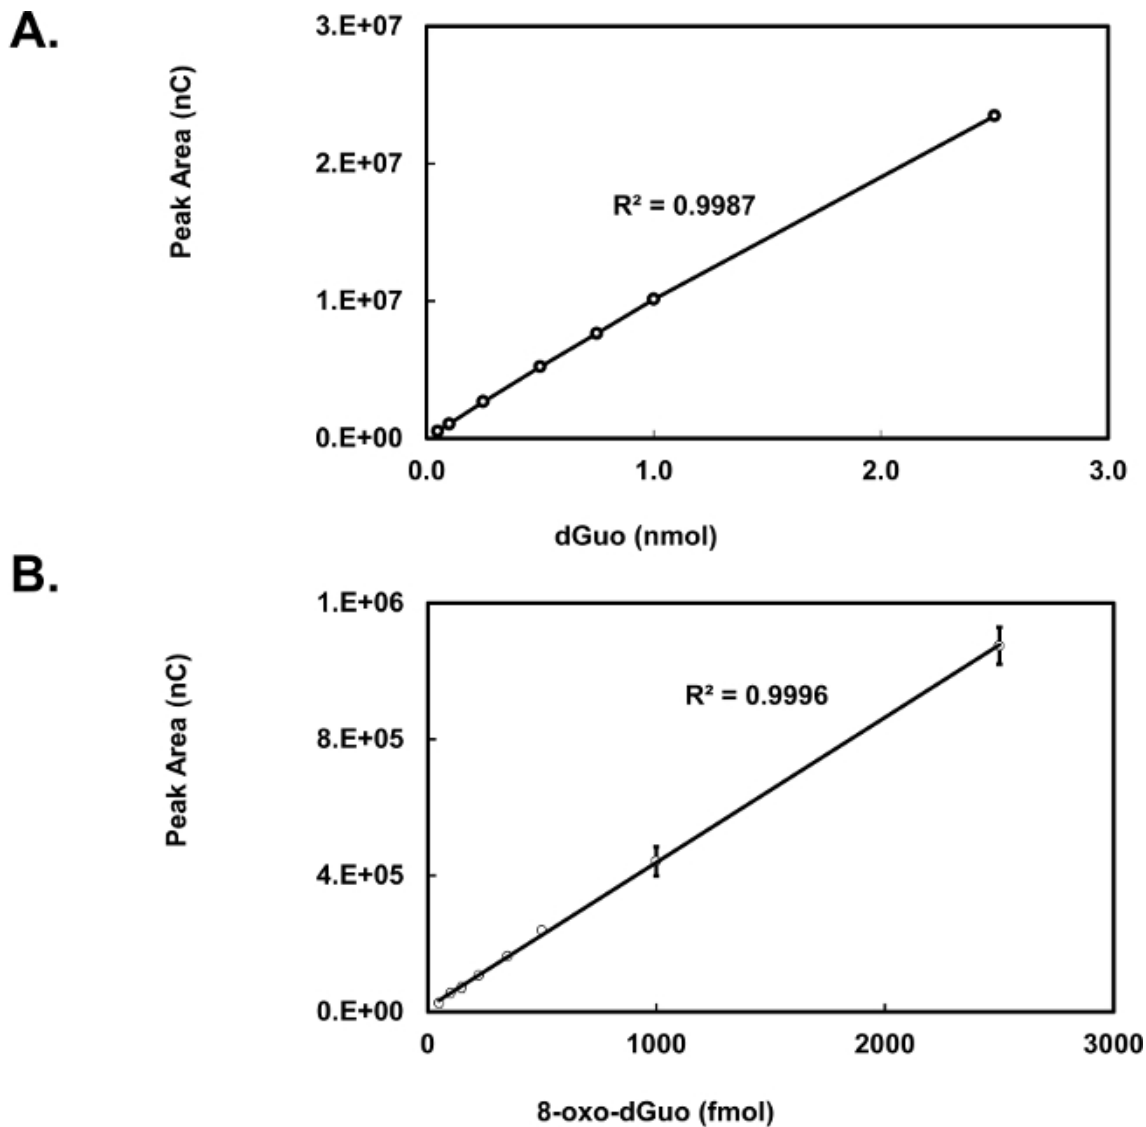 A.
3.E+07
2.E+07
1.E+07
0.E+00
Peak Area (nC)
R² = 0.9987
0.0 1.0 2.0 3.0
dGuo (nmol)
B.
1.E+06
8.E+05
4.E+05
0.E+00
Peak Area (nC)
R² = 0.9996
0 1000 2000 3000
8-oxo-dGuo (fmol)